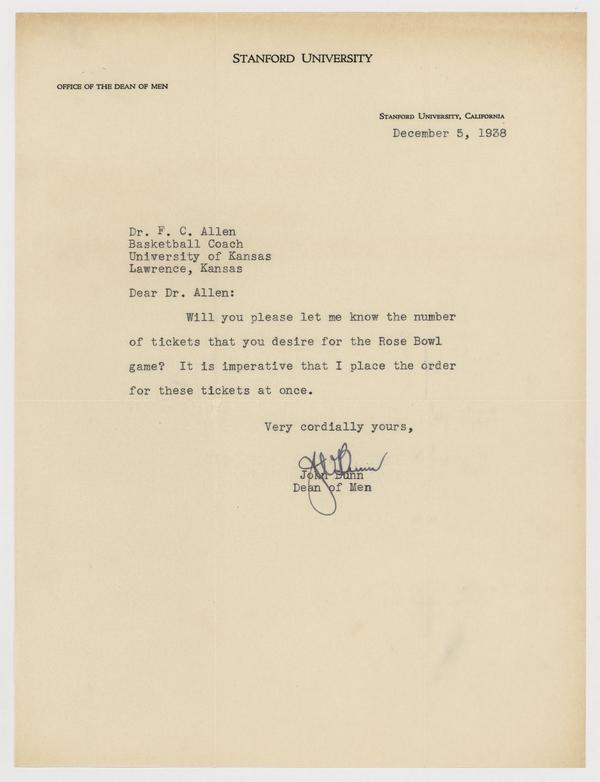 STANFORD UNIVERSITY
OFFICE OF THE DEAN OF MEN
STANFORD UNIVERSITY, CALIFORNIA
December 5, 1938
Dr. F. C. Allen
Basketball Coach
University of Kansas
Lawrence, Kansas
Dear Dr. Allen:
Will you please let me know the number
of tickets that you desire for the Rose Bowl
game? It is imperative that I place the order
for these tickets at once.
Very cordially yours,
John Bunn
Dean of Men